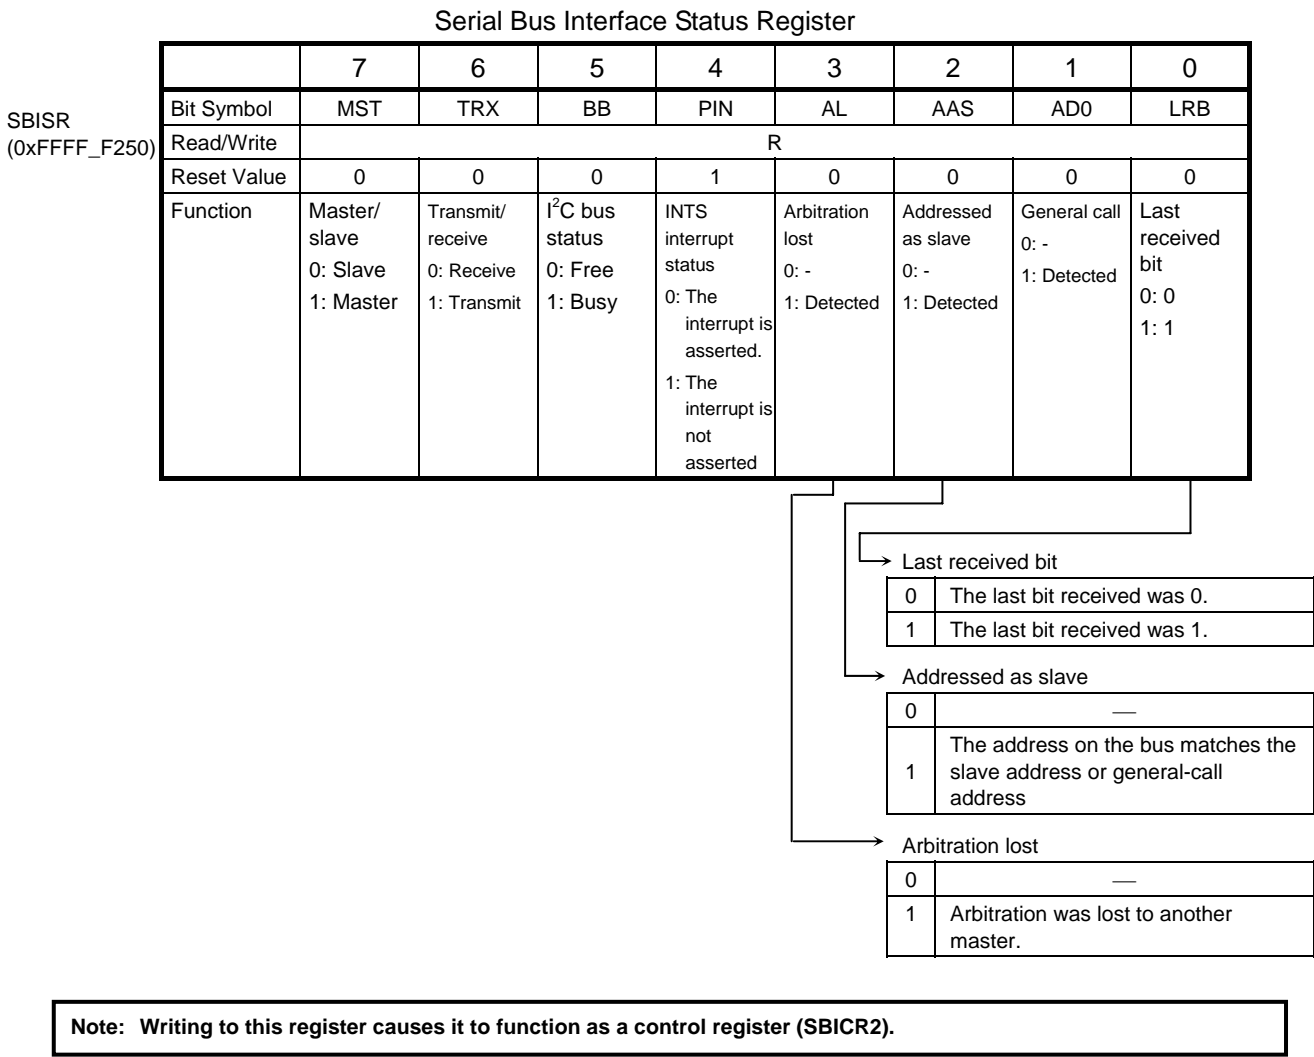 Serial Bus Interface Status Register
7 6 5 4 3 2 1 0
SBISR
(0xFFFF_F250)
Bit Symbol MST TRX BB PIN AL AAS AD0 LRB
Read/Write R
Reset Value 0 0 0 1 0 0 0 0
Function
Master/
slave
0: Slave
1: Master
Transmit/
receive
0: Receive
1: Transmit
I²C bus
status
0: Free
1: Busy
INTS
interrupt
status
0: The
interrupt is
asserted.
1: The
interrupt is
not
asserted
Arbitration
lost
0: -
1: Detected
Addressed
as slave
0: -
1: Detected
General call
0: -
1: Detected
Last
received
bit
0: 0
1: 1
Last received bit
0 The last bit received was 0.
1 The last bit received was 1.
Addressed as slave
0 —
1 The address on the bus matches the
slave address or general-call
address
Arbitration lost
0 —
1 Arbitration was lost to another
master.
Note: Writing to this register causes it to function as a control register (SBICR2).